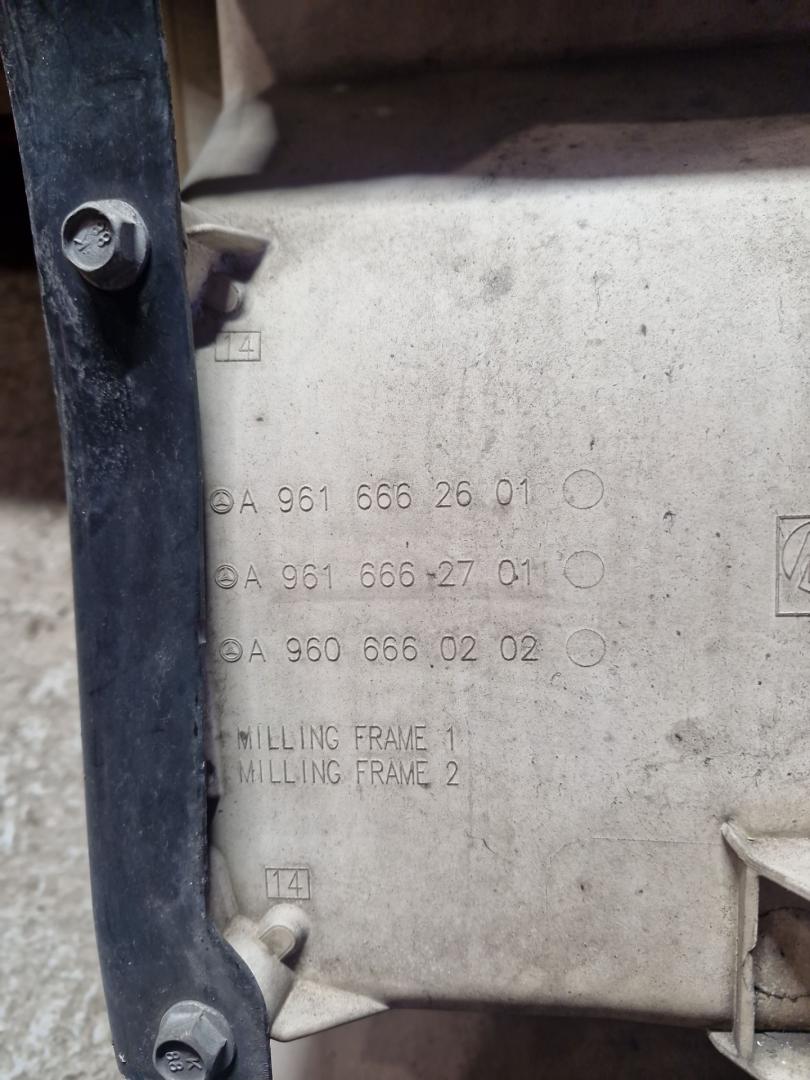 14
A 961 666 26 01
A 961 666 27 01
A 960 666 02 02
MILLING FRAME 1
MILLING FRAME 2
14